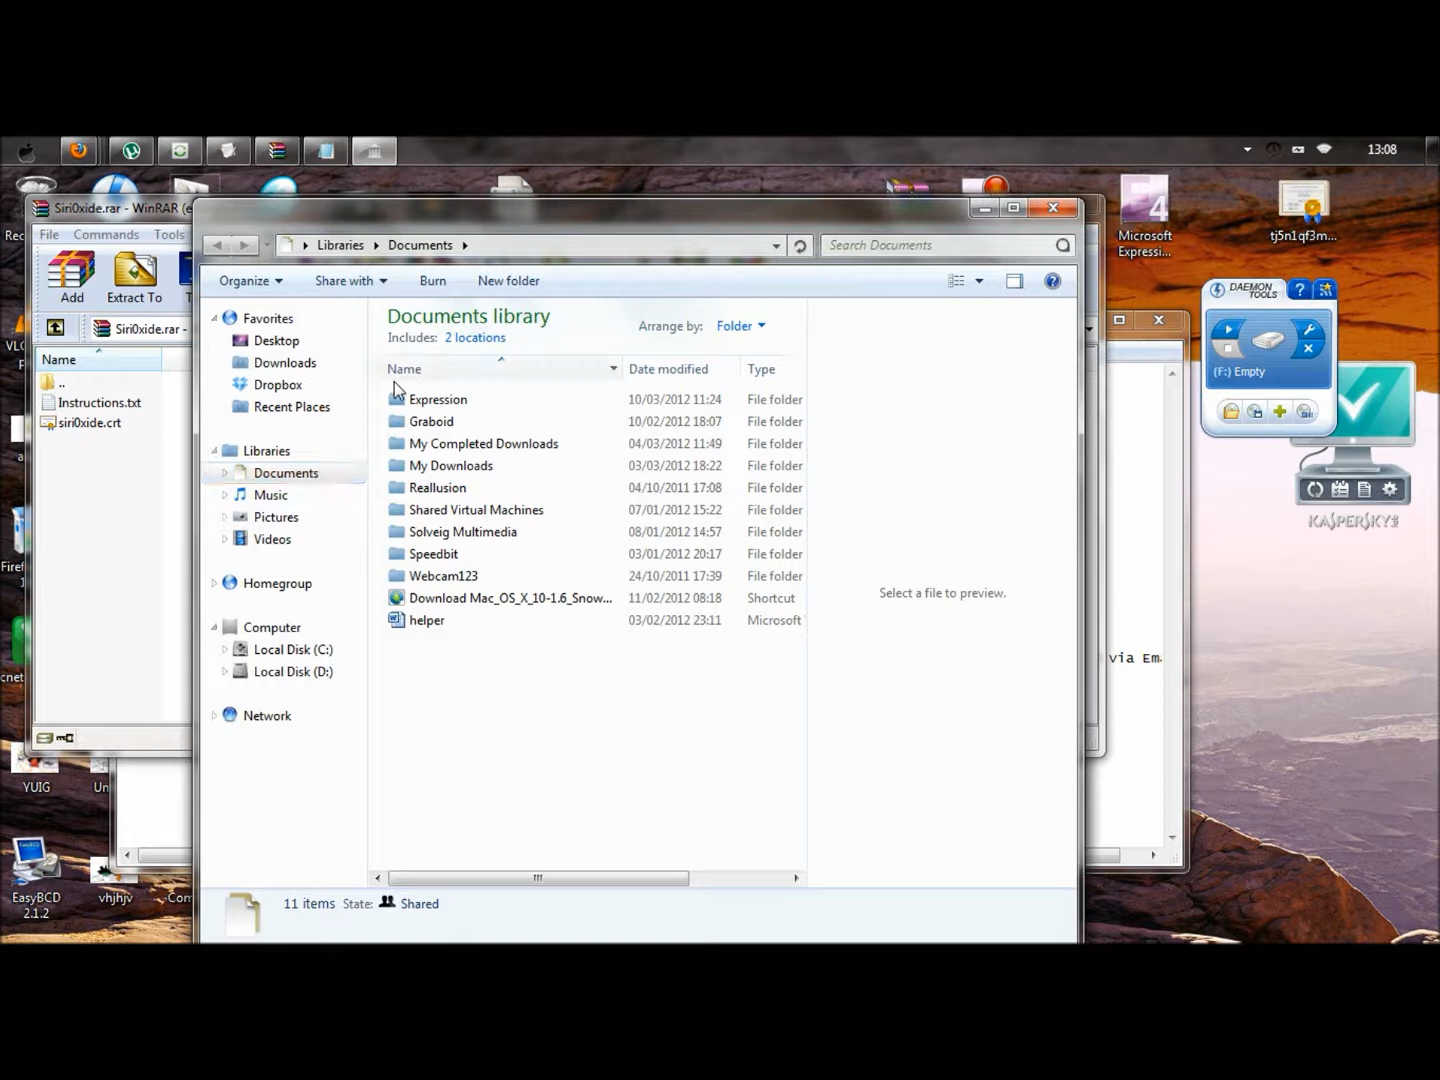 13:08
Siri0xide.rar - WinRAR (e
File Commands Tools
Add
Extract To
Siri0xide.rar -
Name
..
Instructions.txt
siri0xide.crt
Libraries Documents
Search Documents
Organize
Share with
Burn
New folder
Favorites
Desktop
Downloads
Dropbox
Recent Places
Libraries
Documents
Music
Pictures
Videos
Homegroup
Computer
Local Disk (C:)
Local Disk (D:)
Network
Documents library
Includes: 2 locations
Arrange by: Folder
Name Date modified Type
Expression 10/03/2012 11:24 File folder
Graboid 10/02/2012 18:07 File folder
My Completed Downloads 04/03/2012 11:49 File folder
My Downloads 03/03/2012 18:22 File folder
Reallusion 04/10/2011 17:08 File folder
Shared Virtual Machines 07/01/2012 15:22 File folder
Solveig Multimedia 08/01/2012 14:57 File folder
Speedbit 03/01/2012 20:17 File folder
Webcam123 24/10/2011 17:39 File folder
Download Mac_OS_X_10-1.6_Snow... 11/02/2012 08:18 Shortcut
helper 03/02/2012 23:11 Microsoft
Select a file to preview.
11 items State: Shared
Microsoft
Expressi...
tj5n1qf3m...
DAEMON
TOOLS
(F:) Empty
KASPERSKY
via Em
Rec
VLC
Firef
cnet
YUIG
Un
EasyBCD
2.1.2
vhjhjv
-Com